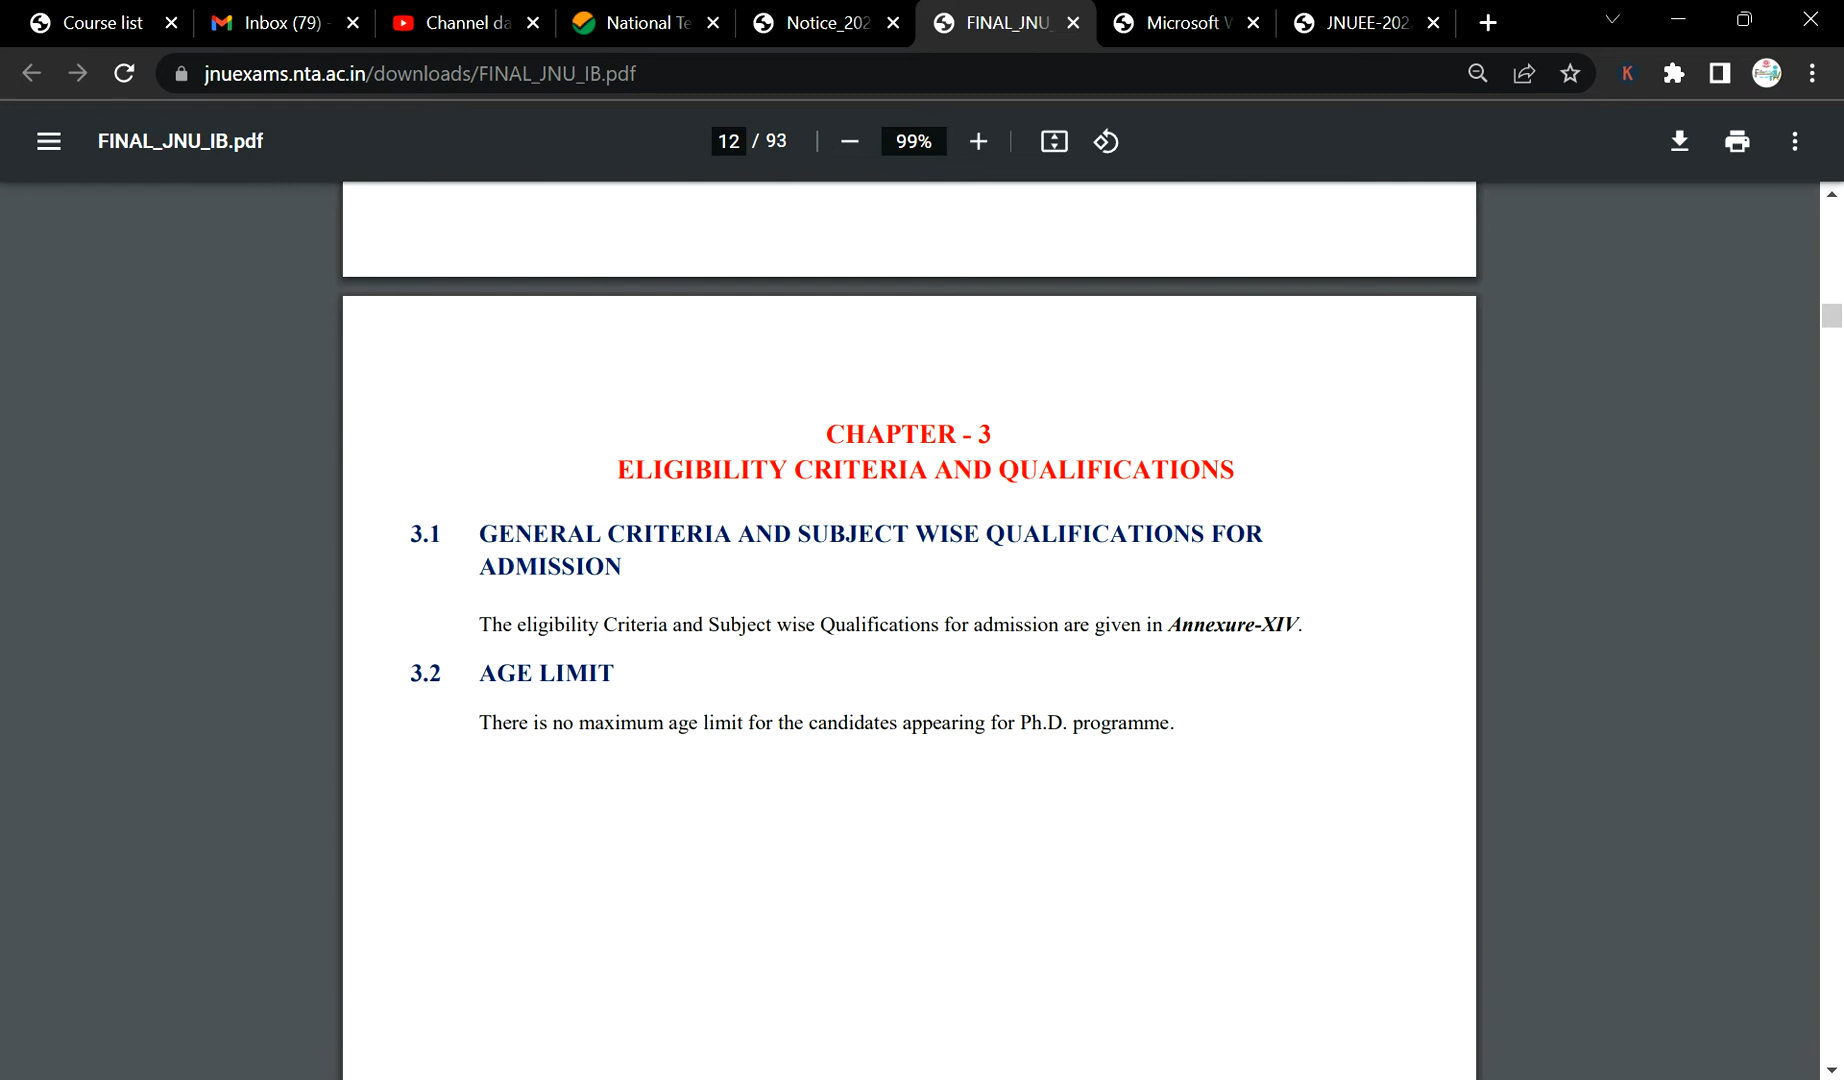 Course list
Inbox (79) -
Channel da
National Te
Notice_202
FINAL_JNU_
Microsoft W
JNUEE-202
jnuexams.nta.ac.in/downloads/FINAL_JNU_IB.pdf
K
FINAL_JNU_IB.pdf
12 / 93
99%
CHAPTER - 3
ELIGIBILITY CRITERIA AND QUALIFICATIONS
3.1 GENERAL CRITERIA AND SUBJECT WISE QUALIFICATIONS FOR
ADMISSION
The eligibility Criteria and Subject wise Qualifications for admission are given in Annexure-XIV.
3.2 AGE LIMIT
There is no maximum age limit for the candidates appearing for Ph.D. programme.